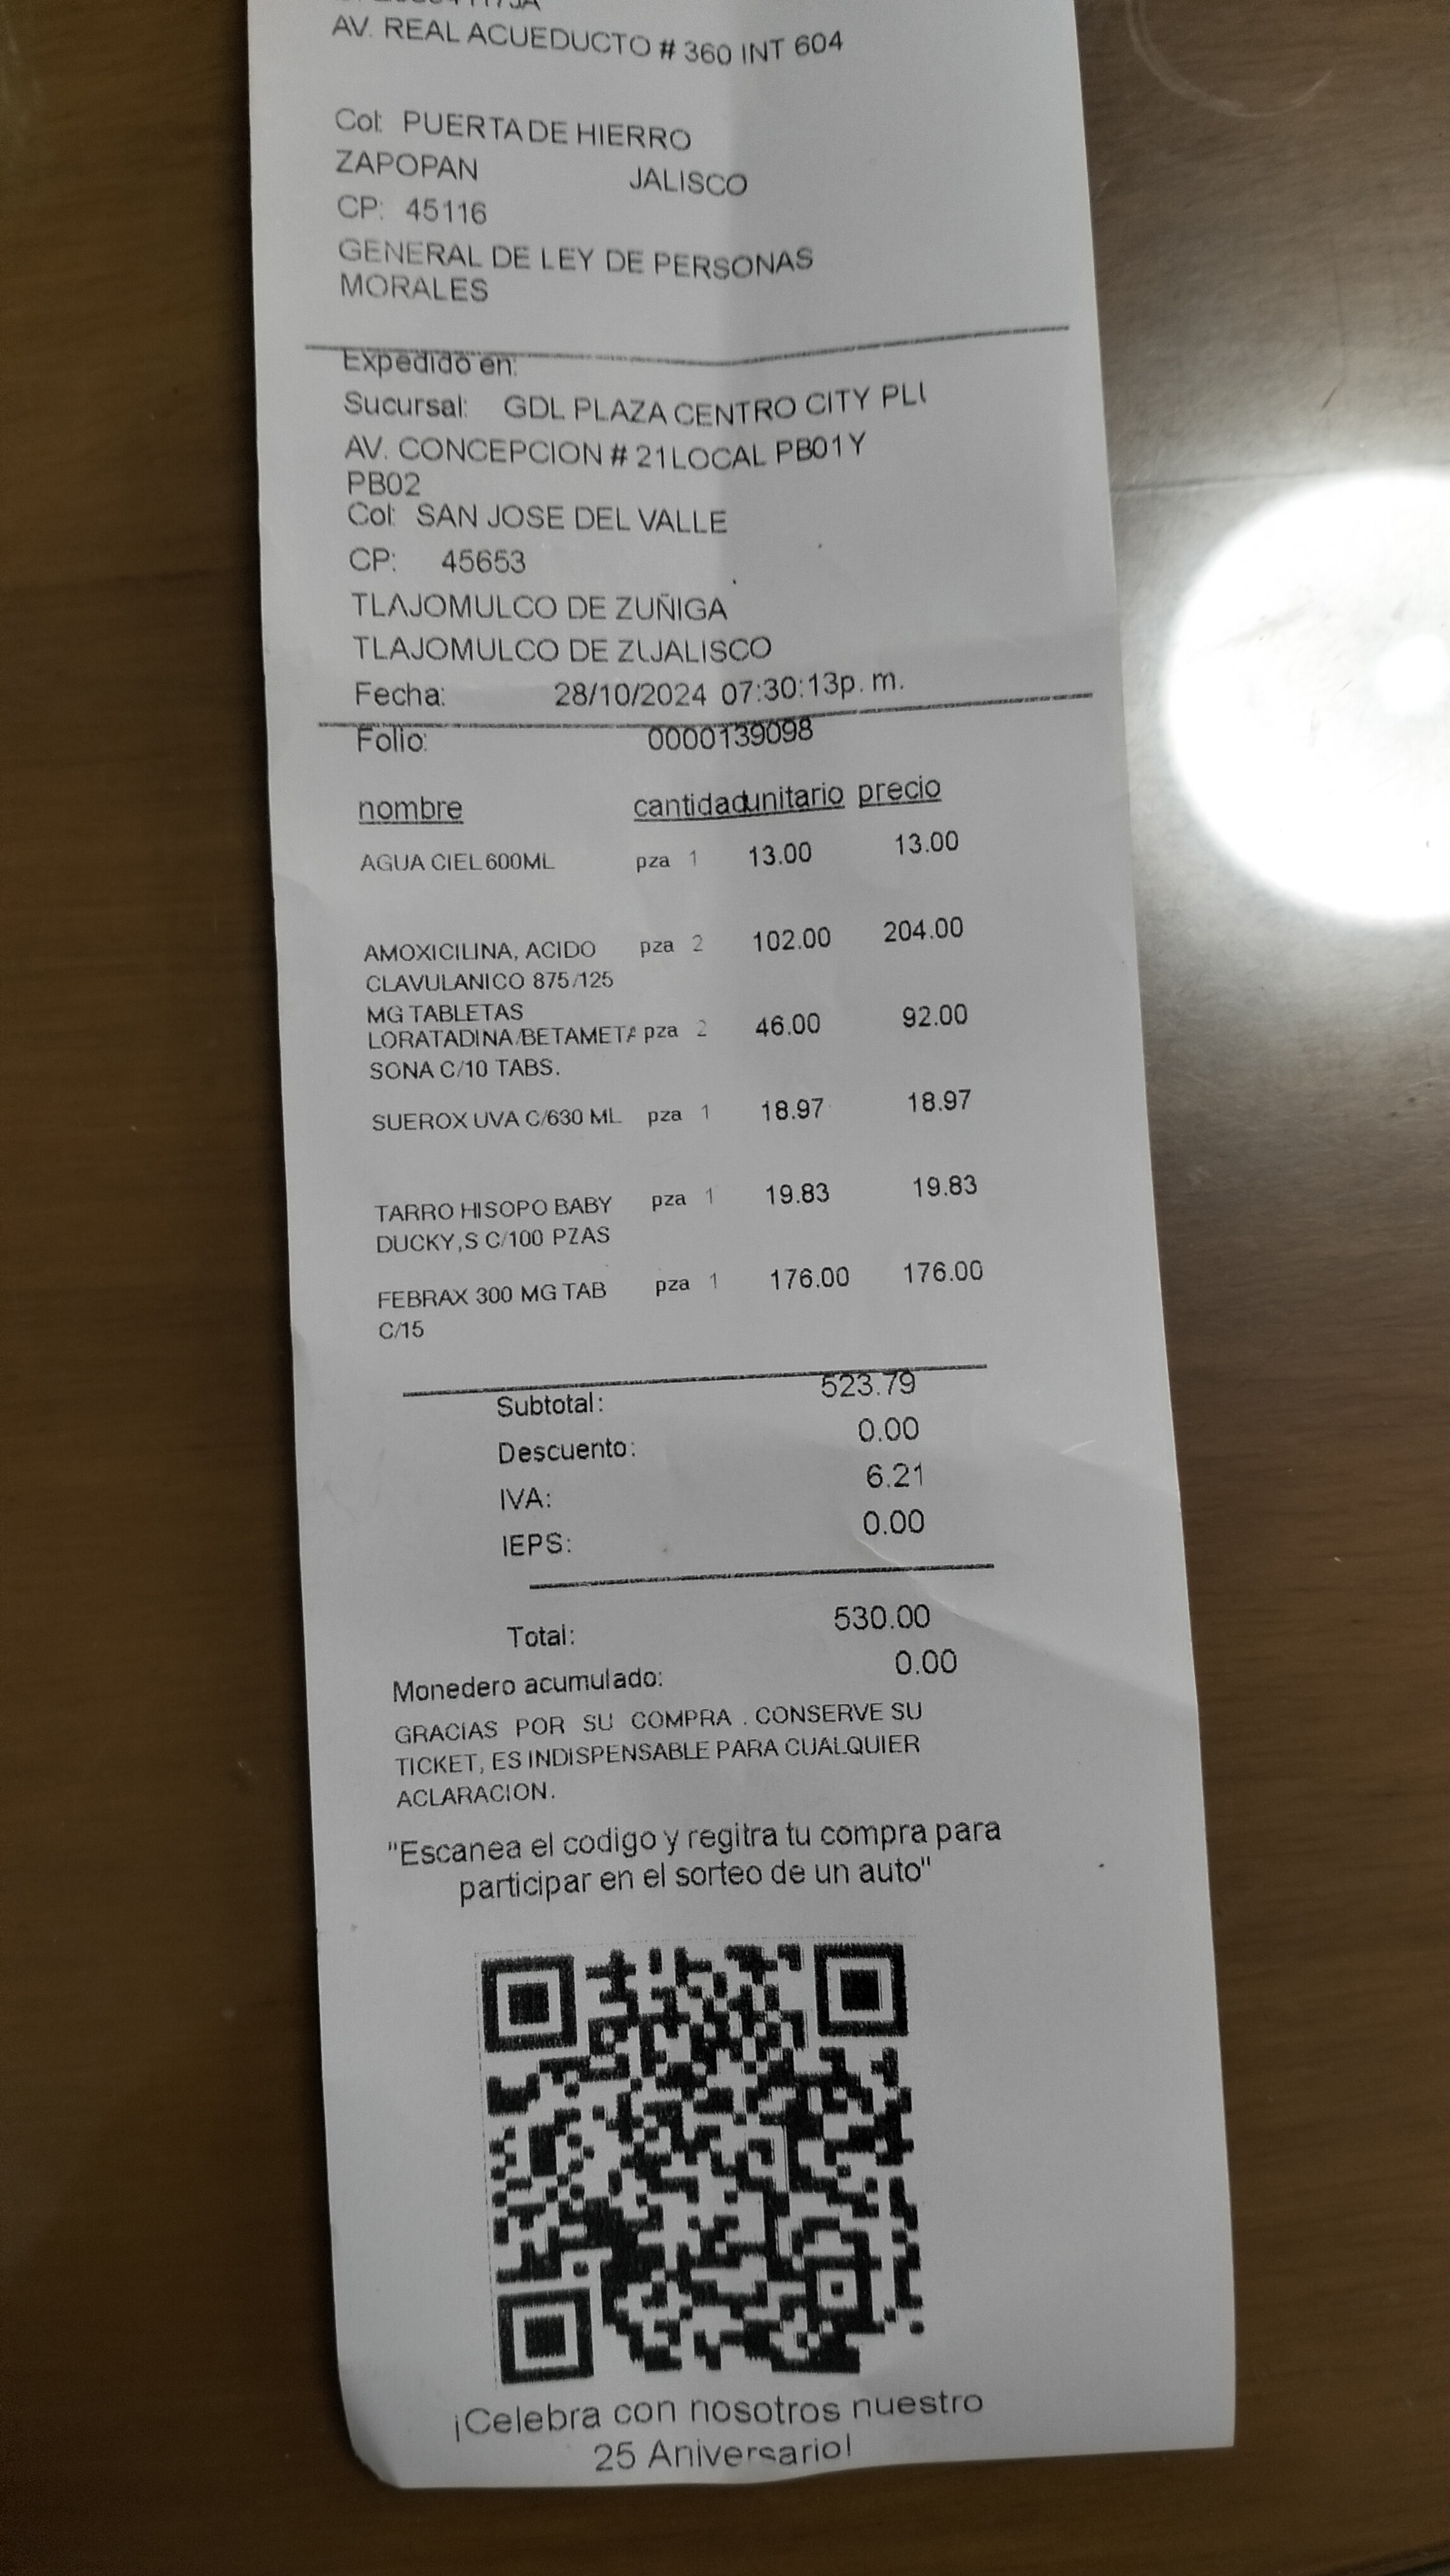 AV. REAL ACUEDUCTO # 360 INT 604
Col: PUERTA DE HIERRO
ZAPOPAN JALISCO
CP: 45116
GENERAL DE LEY DE PERSONAS
MORALES
Expedido en:
Sucursal: GDL PLAZA CENTRO CITY
AV. CONCEPCION # 21 LOCAL PB01 Y
PB02
Col: SAN JOSE DEL VALLE
CP: 45653
TLAJOMULCO DE ZUÑIGA
TLAJOMULCO DE ZUJALISCO
Fecha: 28/10/2024 07:30:13p. m.
Folio: 0000139098
nombre cantidad unitario precio
AGUA CIEL 600ML pza 1 13.00 13.00
AMOXICILINA, ACIDO pza 2 102.00 204.00
CLAVULANICO 875/125
MG TABLETAS
LORATADINA/BETAMETA pza 2 46.00 92.00
SONA C/10 TABS.
SUEROX UVA C/630 ML pza 1 18.97 18.97
TARRO HISOPO BABY pza 1 19.83 19.83
DUCKY,S C/100 PZAS
FEBRAX 300 MG TAB pza 1 176.00 176.00
C/15
Subtotal: 523.79
Descuento: 0.00
IVA: 6.21
IEPS: 0.00
Total: 530.00
Monedero acumulado: 0.00
GRACIAS POR SU COMPRA . CONSERVE SU
TICKET, ES INDISPENSABLE PARA CUALQUIER
ACLARACION.
"Escanea el codigo y regitra tu compra para
participar en el sorteo de un auto"
¡Celebra con nosotros nuestro
25 Aniversario!